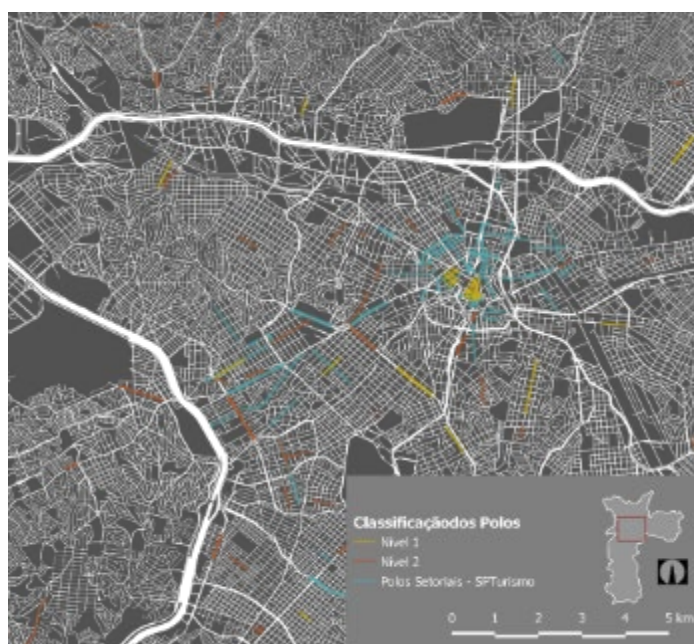 Classificaçãodos Polos
Nível 1
Nível 2
Polos Setoriais - SPTurismo
0 1 2 3 4 5 km